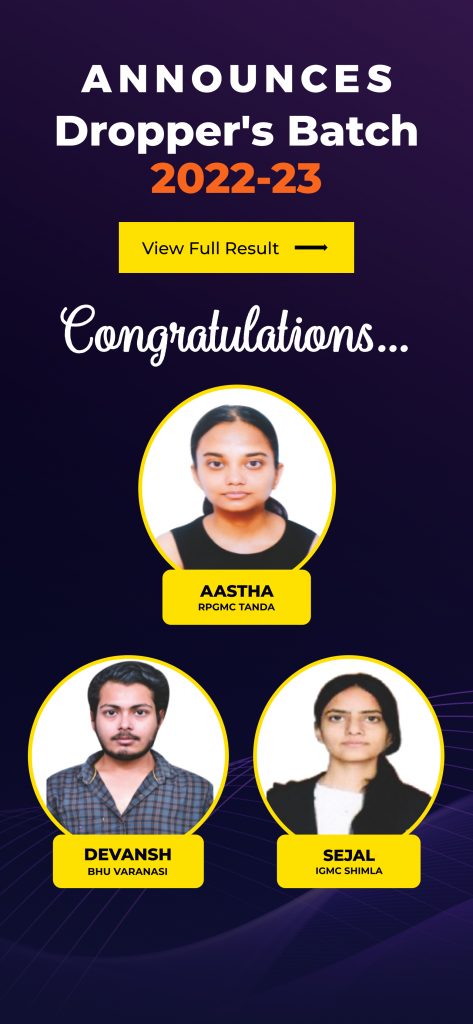 ANNOUNCES
Dropper's Batch
2022-23
View Full Result
Congratulations...
AASTHA
RPGMC TANDA
DEVANSH
BHU VARANASI
SEJAL
IGMC SHIMLA